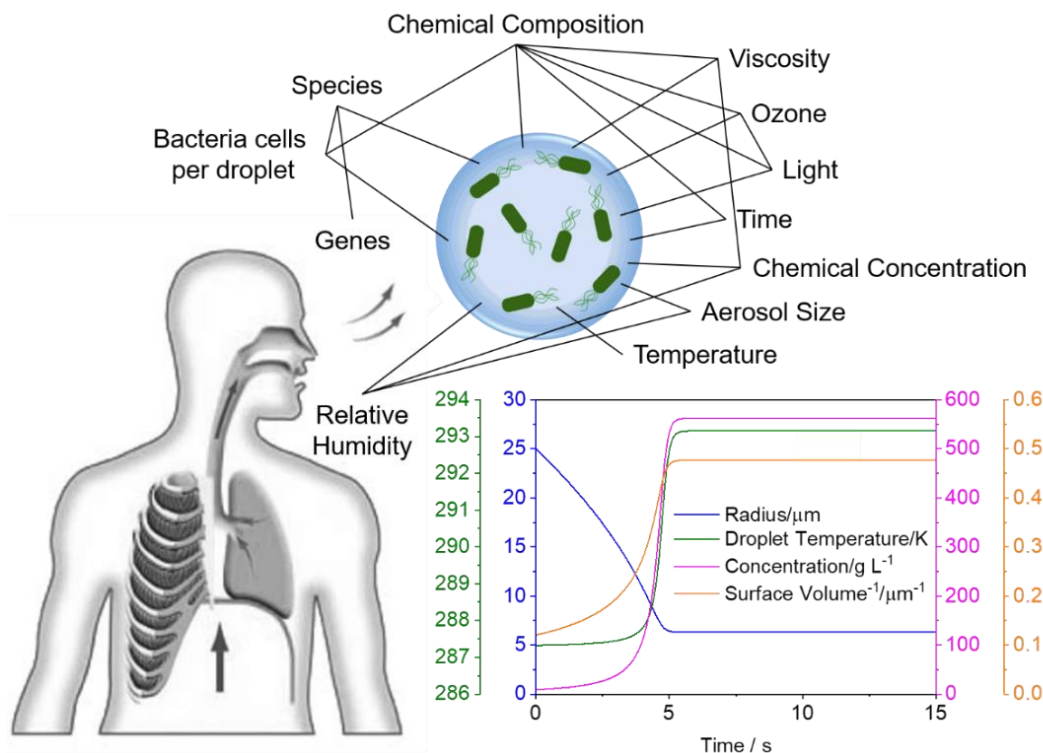 Chemical Composition
Species
Viscosity
Bacteria cells
per droplet
Ozone
Light
Genes
Time
Chemical Concentration
Aerosol Size
Temperature
Relative
Humidity
294
293
292
291
290
289
288
287
286
30
25
20
15
10
5
0
Radius/μm
Droplet Temperature/K
Concentration/g L⁻¹
Surface Volume⁻¹/μm⁻¹
600
500
400
300
200
100
0
0.6
0.5
0.4
0.3
0.2
0.1
0.0
0 5 10 15
Time / s